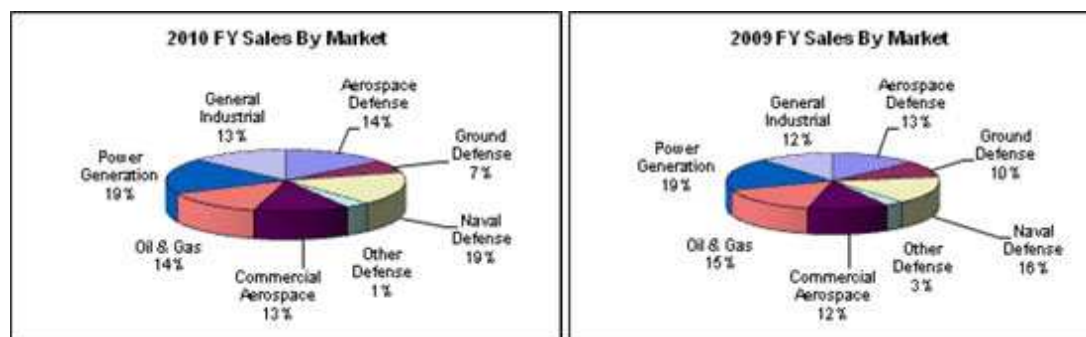 2010 FY Sales By Market
General
Industrial
13%
Aerospace
Defense
14%
Ground
Defense
7%
Naval
Defense
19%
Other
Defense
1%
Commercial
Aerospace
13%
Oil & Gas
14%
Power
Generation
19%
2009 FY Sales By Market
General
Industrial
12%
Aerospace
Defense
13%
Ground
Defense
10%
Naval
Defense
16%
Other
Defense
3%
Commercial
Aerospace
12%
Oil & Gas
15%
Power
Generation
19%